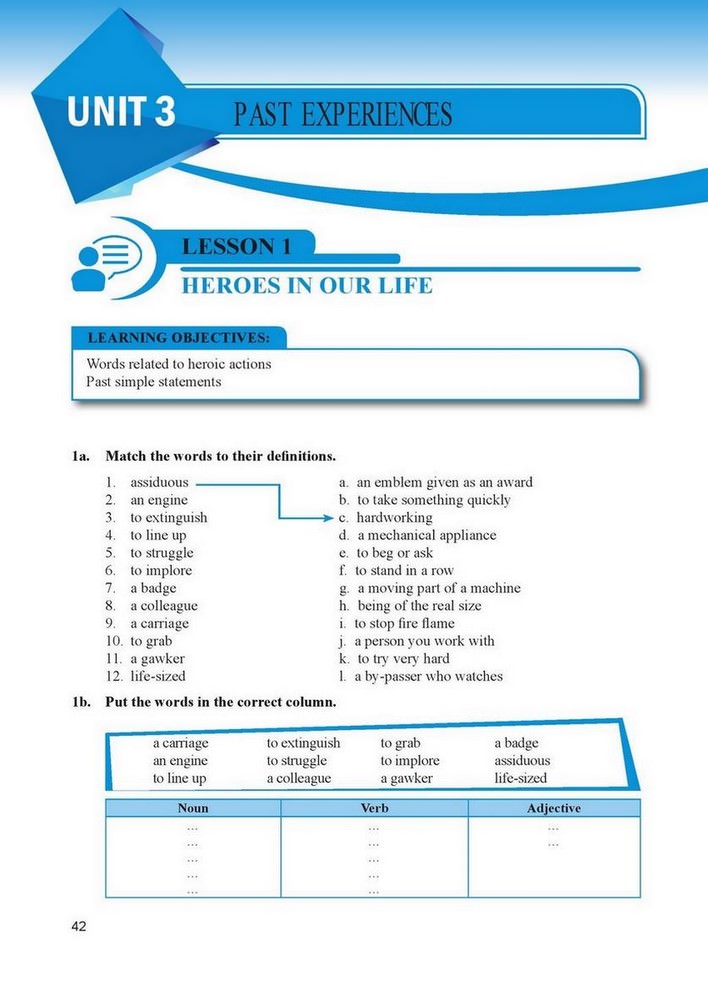 UNIT 3
PAST EXPERIENCES
LESSON 1
HEROES IN OUR LIFE
LEARNING OBJECTIVES:
Words related to heroic actions
Past simple statements
1a. Match the words to their definitions.
1. assiduous a. an emblem given as an award
2. an engine b. to take something quickly
3. to extinguish c. hardworking
4. to line up d. a mechanical appliance
5. to struggle e. to beg or ask
6. to implore f. to stand in a row
7. a badge g. a moving part of a machine
8. a colleague h. being of the real size
9. a carriage i. to stop fire flame
10. to grab j. a person you work with
11. a gawker k. to try very hard
12. life-sized l. a by-passer who watches
1b. Put the words in the correct column.
a carriage to extinguish to grab a badge
an engine to struggle to implore assiduous
to line up a colleague a gawker life-sized
Noun Verb Adjective
... ... ...
... ... ...
... ...
... ...
... ...
42